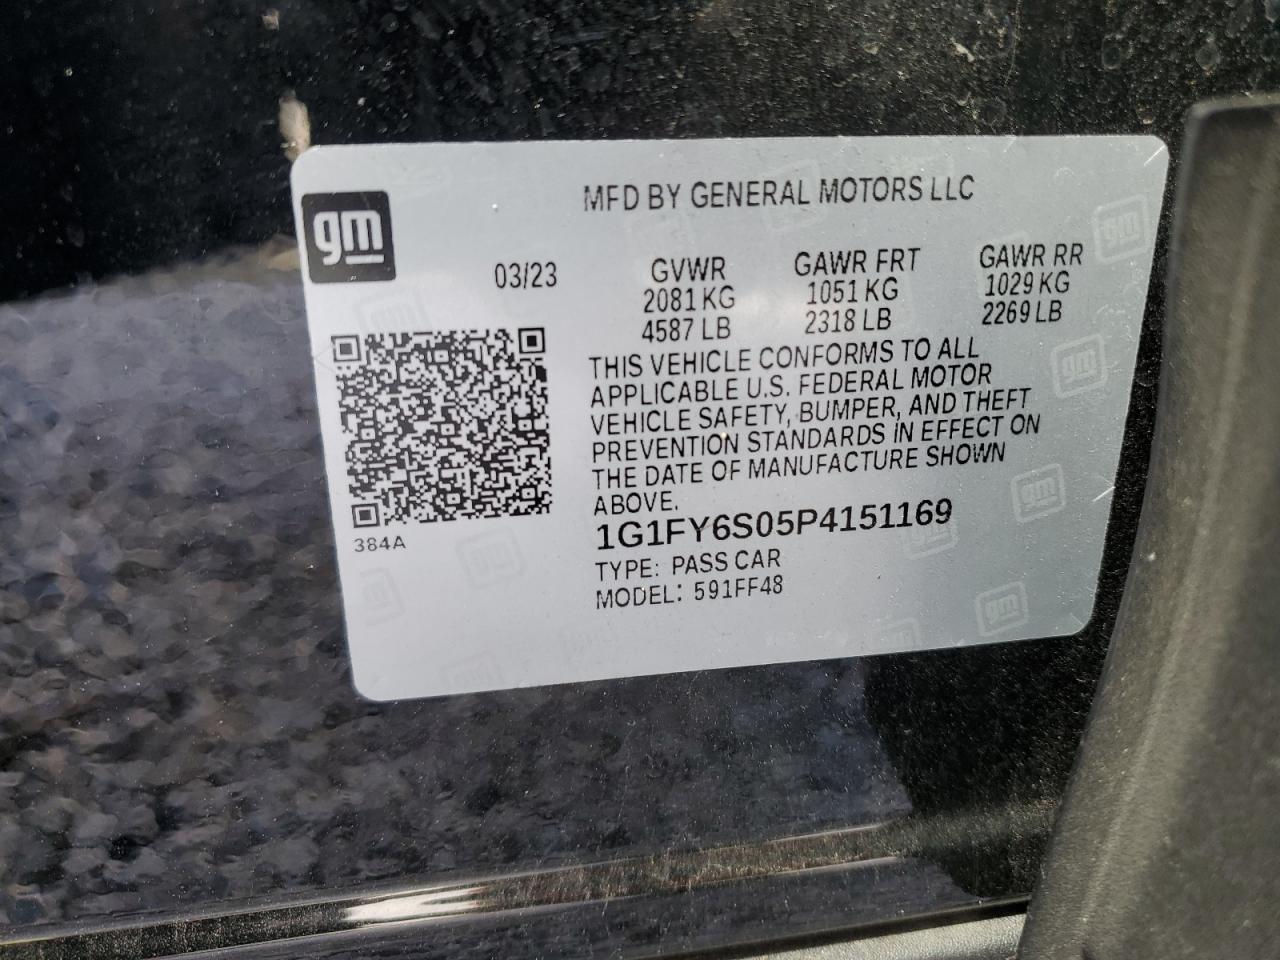 MFD BY GENERAL MOTORS LLC
gm
03/23 GVWR GAWR FRT GAWR RR
2081 KG 1051 KG 1029 KG
4587 LB 2318 LB 2269 LB
THIS VEHICLE CONFORMS TO ALL
APPLICABLE U.S. FEDERAL MOTOR
VEHICLE SAFETY, BUMPER, AND THEFT
PREVENTION STANDARDS IN EFFECT ON
THE DATE OF MANUFACTURE SHOWN
ABOVE.
1G1FY6S05P4151169
384A
TYPE: PASS CAR
MODEL: 591FF48